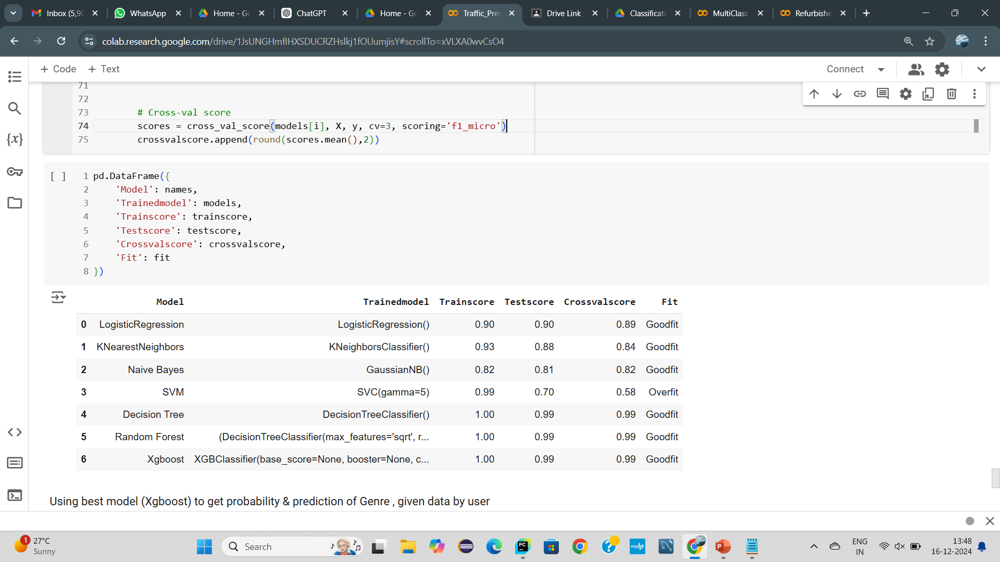 Inbox (5,90
WhatsApp
Home - Go
ChatGPT
Home - Go
Traffic_Pred
Drive Link
Classificati
MultiClass
Refurbishe
colab.research.google.com/drive/1JsUNGHmfIHXSDUCRZHslkj1fOUumjisY#scrollTo=xVLXA0wvCsO4
+ Code + Text
Connect
71
72
73 # Cross-val score
74 scores = cross_val_score(models[i], X, y, cv=3, scoring='f1_micro')
75 crossvalscore.append(round(scores.mean(),2))
[ ] 1 pd.DataFrame({
2 'Model': names,
3 'Trainedmodel': models,
4 'Trainscore': trainscore,
5 'Testscore': testscore,
6 'Crossvalscore': crossvalscore,
7 'Fit': fit
8 })
Model Trainedmodel Trainscore Testscore Crossvalscore Fit
0 LogisticRegression LogisticRegression() 0.90 0.90 0.89 Goodfit
1 KNearestNeighbors KNeighborsClassifier() 0.93 0.88 0.84 Goodfit
2 Naive Bayes GaussianNB() 0.82 0.81 0.82 Goodfit
3 SVM SVC(gamma=5) 0.99 0.70 0.58 Overfit
4 Decision Tree DecisionTreeClassifier() 1.00 0.99 0.99 Goodfit
5 Random Forest (DecisionTreeClassifier(max_features='sqrt', r... 1.00 0.99 0.99 Goodfit
6 Xgboost XGBClassifier(base_score=None, booster=None, c... 1.00 0.99 0.99 Goodfit
Using best model (Xgboost) to get probability & prediction of Genre , given data by user
1
27°C
Sunny
Search
PC
myhp
P
ENG
IN
13:48
16-12-2024